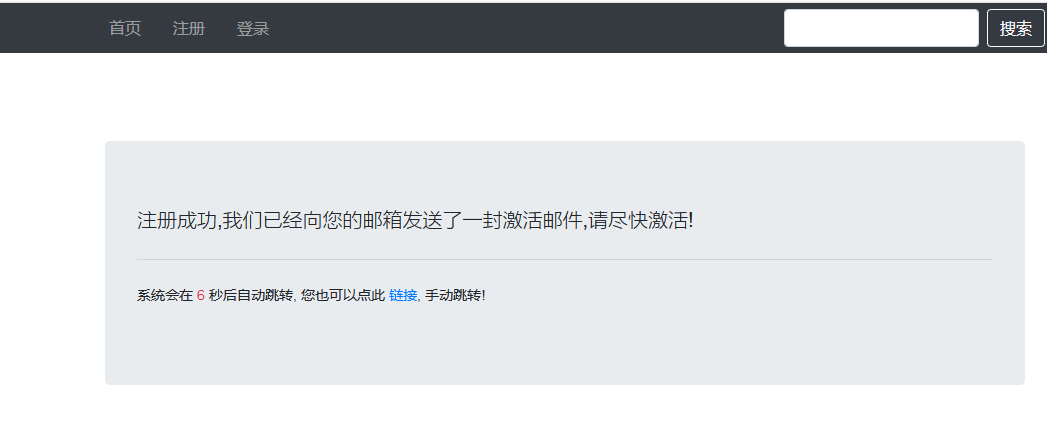 首页 注册 登录 搜索
注册成功,我们已经向您的邮箱发送了一封激活邮件,请尽快激活!
系统会在 6 秒后自动跳转, 您也可以点此 链接, 手动跳转!